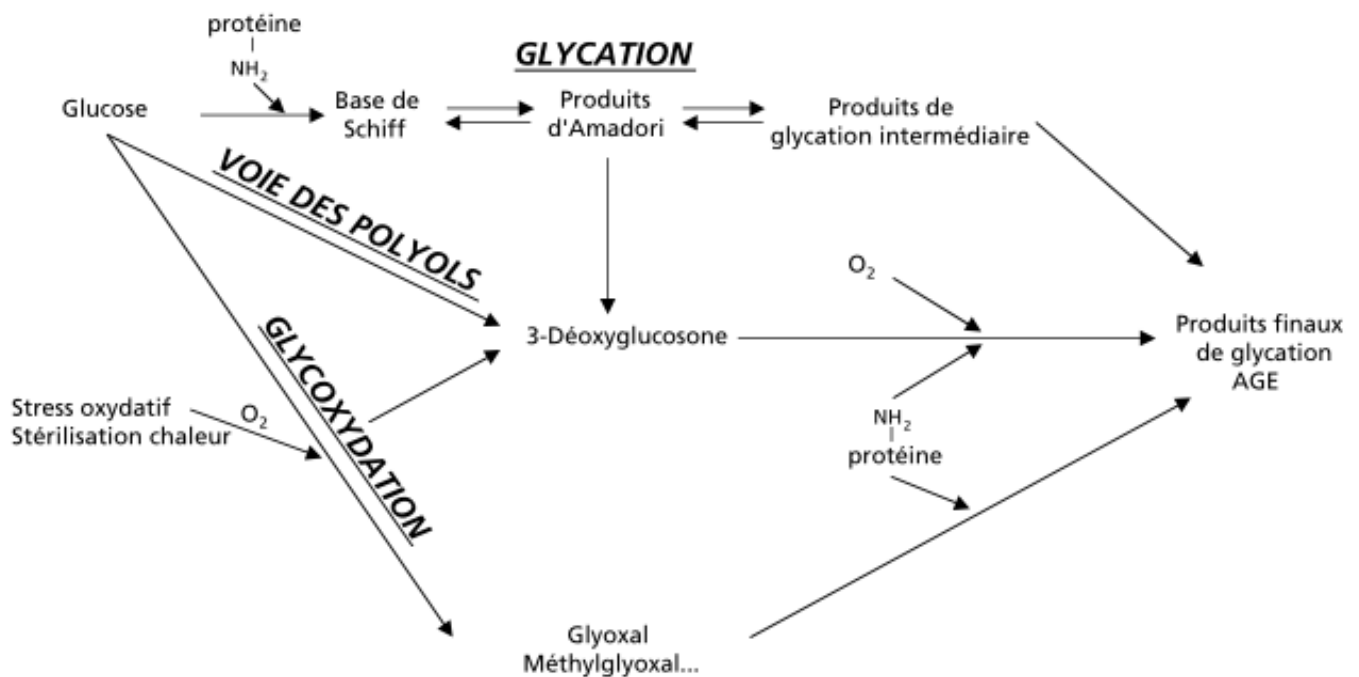 protéine
NH₂
GLYCATION
Glucose
Base de
Schiff
Produits
d'Amadori
Produits de
glycation intermédiaire
VOIE DES POLYOLS
O₂
3-Déoxyglucosone
Produits finaux
de glycation
AGE
GLYCOXYDATION
Stress oxydatif
Stérilisation chaleur
O₂
NH₂
protéine
Glyoxal
Méthylglyoxal...